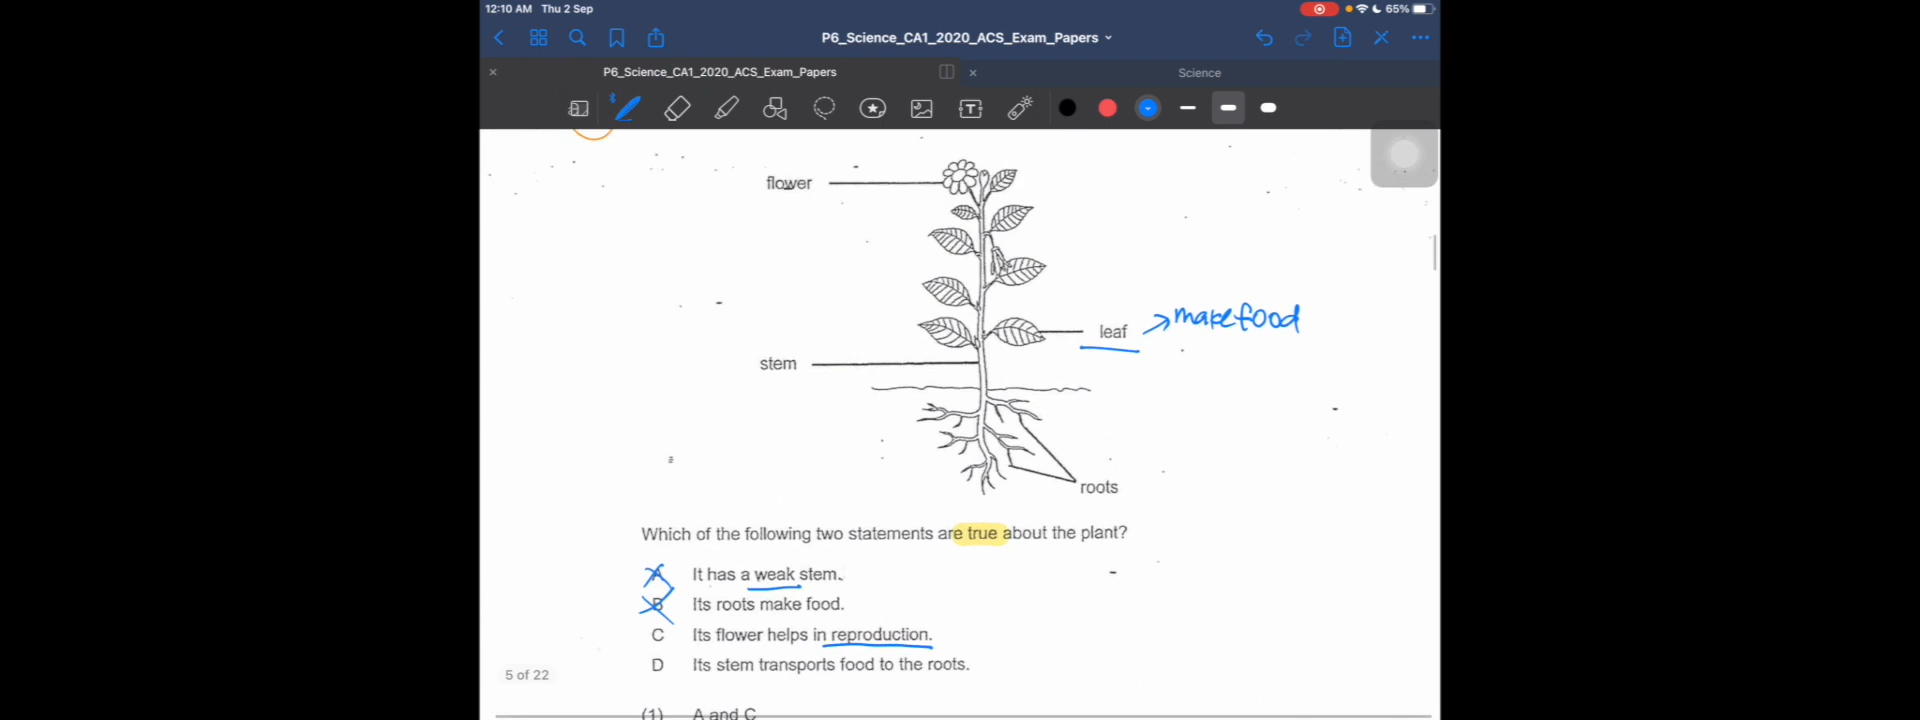 12:10 AM Thu 2 Sep
65%
P6_Science_CA1_2020_ACS_Exam_Papers
P6_Science_CA1_2020_ACS_Exam_Papers
Science
flower
leaf
makefood
stem
roots
Which of the following two statements are true about the plant?
A It has a weak stem.
B Its roots make food.
C Its flower helps in reproduction.
D Its stem transports food to the roots.
5 of 22
(1) A and C